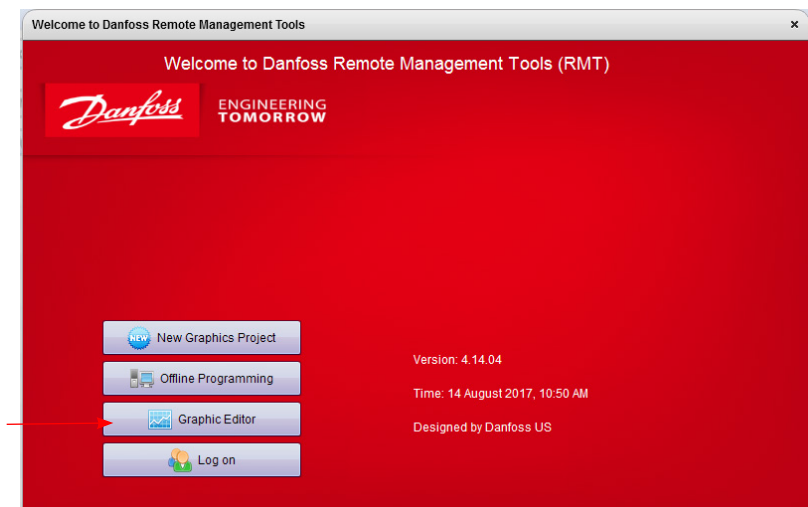 Welcome to Danfoss Remote Management Tools
×
Welcome to Danfoss Remote Management Tools (RMT)
Danfoss
ENGINEERING
TOMORROW
NEW New Graphics Project
Offline Programming
Graphic Editor
Log on
Version: 4.14.04
Time: 14 August 2017, 10:50 AM
Designed by Danfoss US